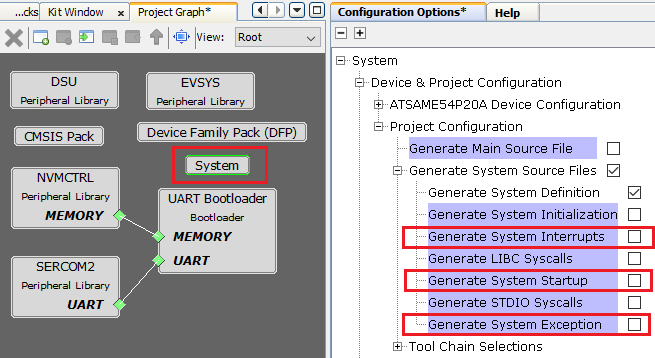 ...cks
Kit Window
Project Graph*
View:
Root
DSU
Peripheral Library
EVSYS
Peripheral Library
CMSIS Pack
Device Family Pack (DFP)
System
NVMCTRL
Peripheral Library
MEMORY
UART Bootloader
Bootloader
MEMORY
UART
SERCOM2
Peripheral Library
UART
Configuration Options*
Help
System
Device & Project Configuration
ATSAME54P20A Device Configuration
Project Configuration
Generate Main Source File
Generate System Source Files
Generate System Definition
Generate System Initialization
Generate System Interrupts
Generate LIBC Syscalls
Generate System Startup
Generate STDIO Syscalls
Generate System Exception
Tool Chain Selections